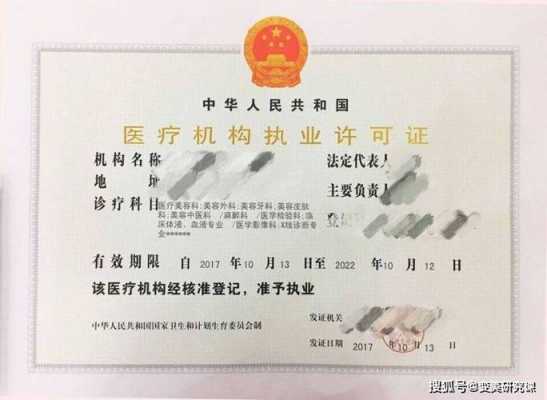 中华人民共和国
医疗机构执业许可证
机构名称
法定代表人
地 址
主要负责人
诊疗科目
医疗美容科;美容外科;美容牙科;美容皮肤
科;美容中医科 /麻醉科 /医学检验科;临
床体液、血液专业 /医学影像科;X线诊断专
业******
登
有效期限 自 2017 年 10 月 13 日至 2022 年 10 月 12 日
该医疗机构经核准登记,准予执业
发证机关
中华人民共和国国家卫生和计划生育委员会制
发证日期 2017 年 10 月 13 日
搜狐号@变美研究课